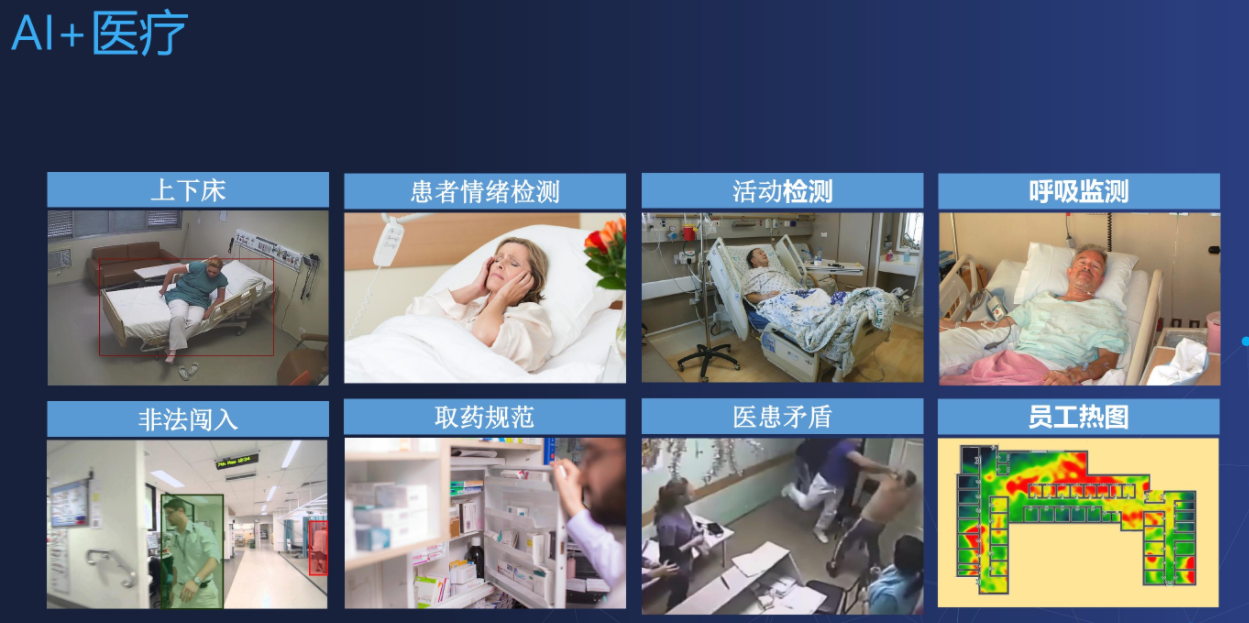 AI+医疗
上下床
患者情绪检测
活动检测
呼吸监测
非法闯入
取药规范
医患矛盾
员工热图